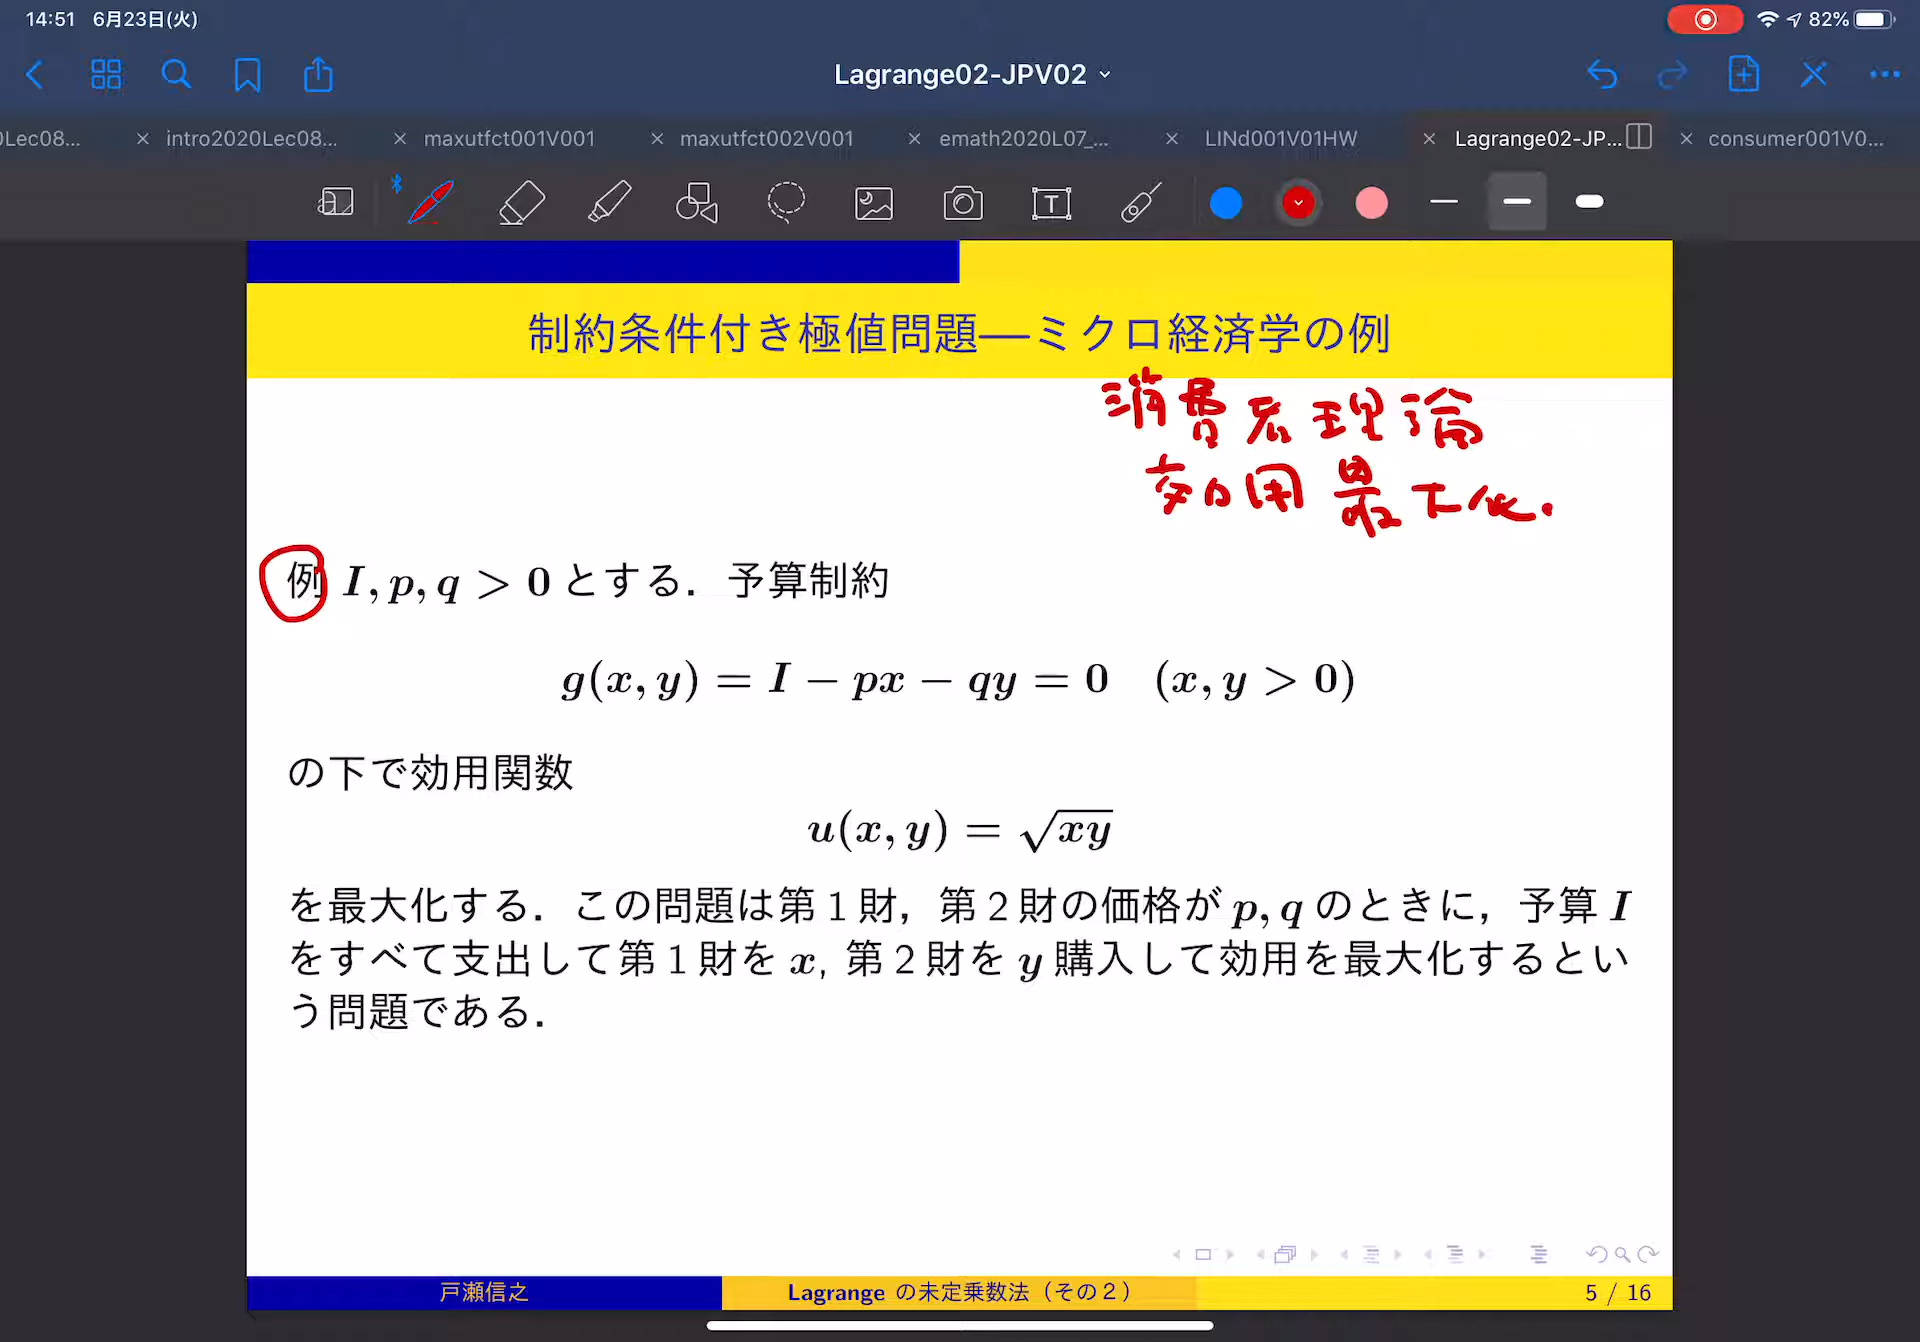 14:51 6月23日(火)
82%
Lagrange02-JPV02
0Lec08...
intro2020Lec08...
maxutfct001V001
maxutfct002V001
emath2020L07_...
LINd001V01HW
Lagrange02-JP...
consumer001V0...
制約条件付き極値問題—ミクロ経済学の例
消費者理論
効用最大化.
例 I, p, q > 0 とする．予算制約
g(x, y) = I − px − qy = 0 (x, y > 0)
の下で効用関数
u(x, y) = √xy
を最大化する．この問題は第1財，第2財の価格が p, q のときに，予算 I
をすべて支出して第1財を x, 第2財を y 購入して効用を最大化するとい
う問題である．
戸瀬信之
Lagrange の未定乗数法（その２）
5 / 16